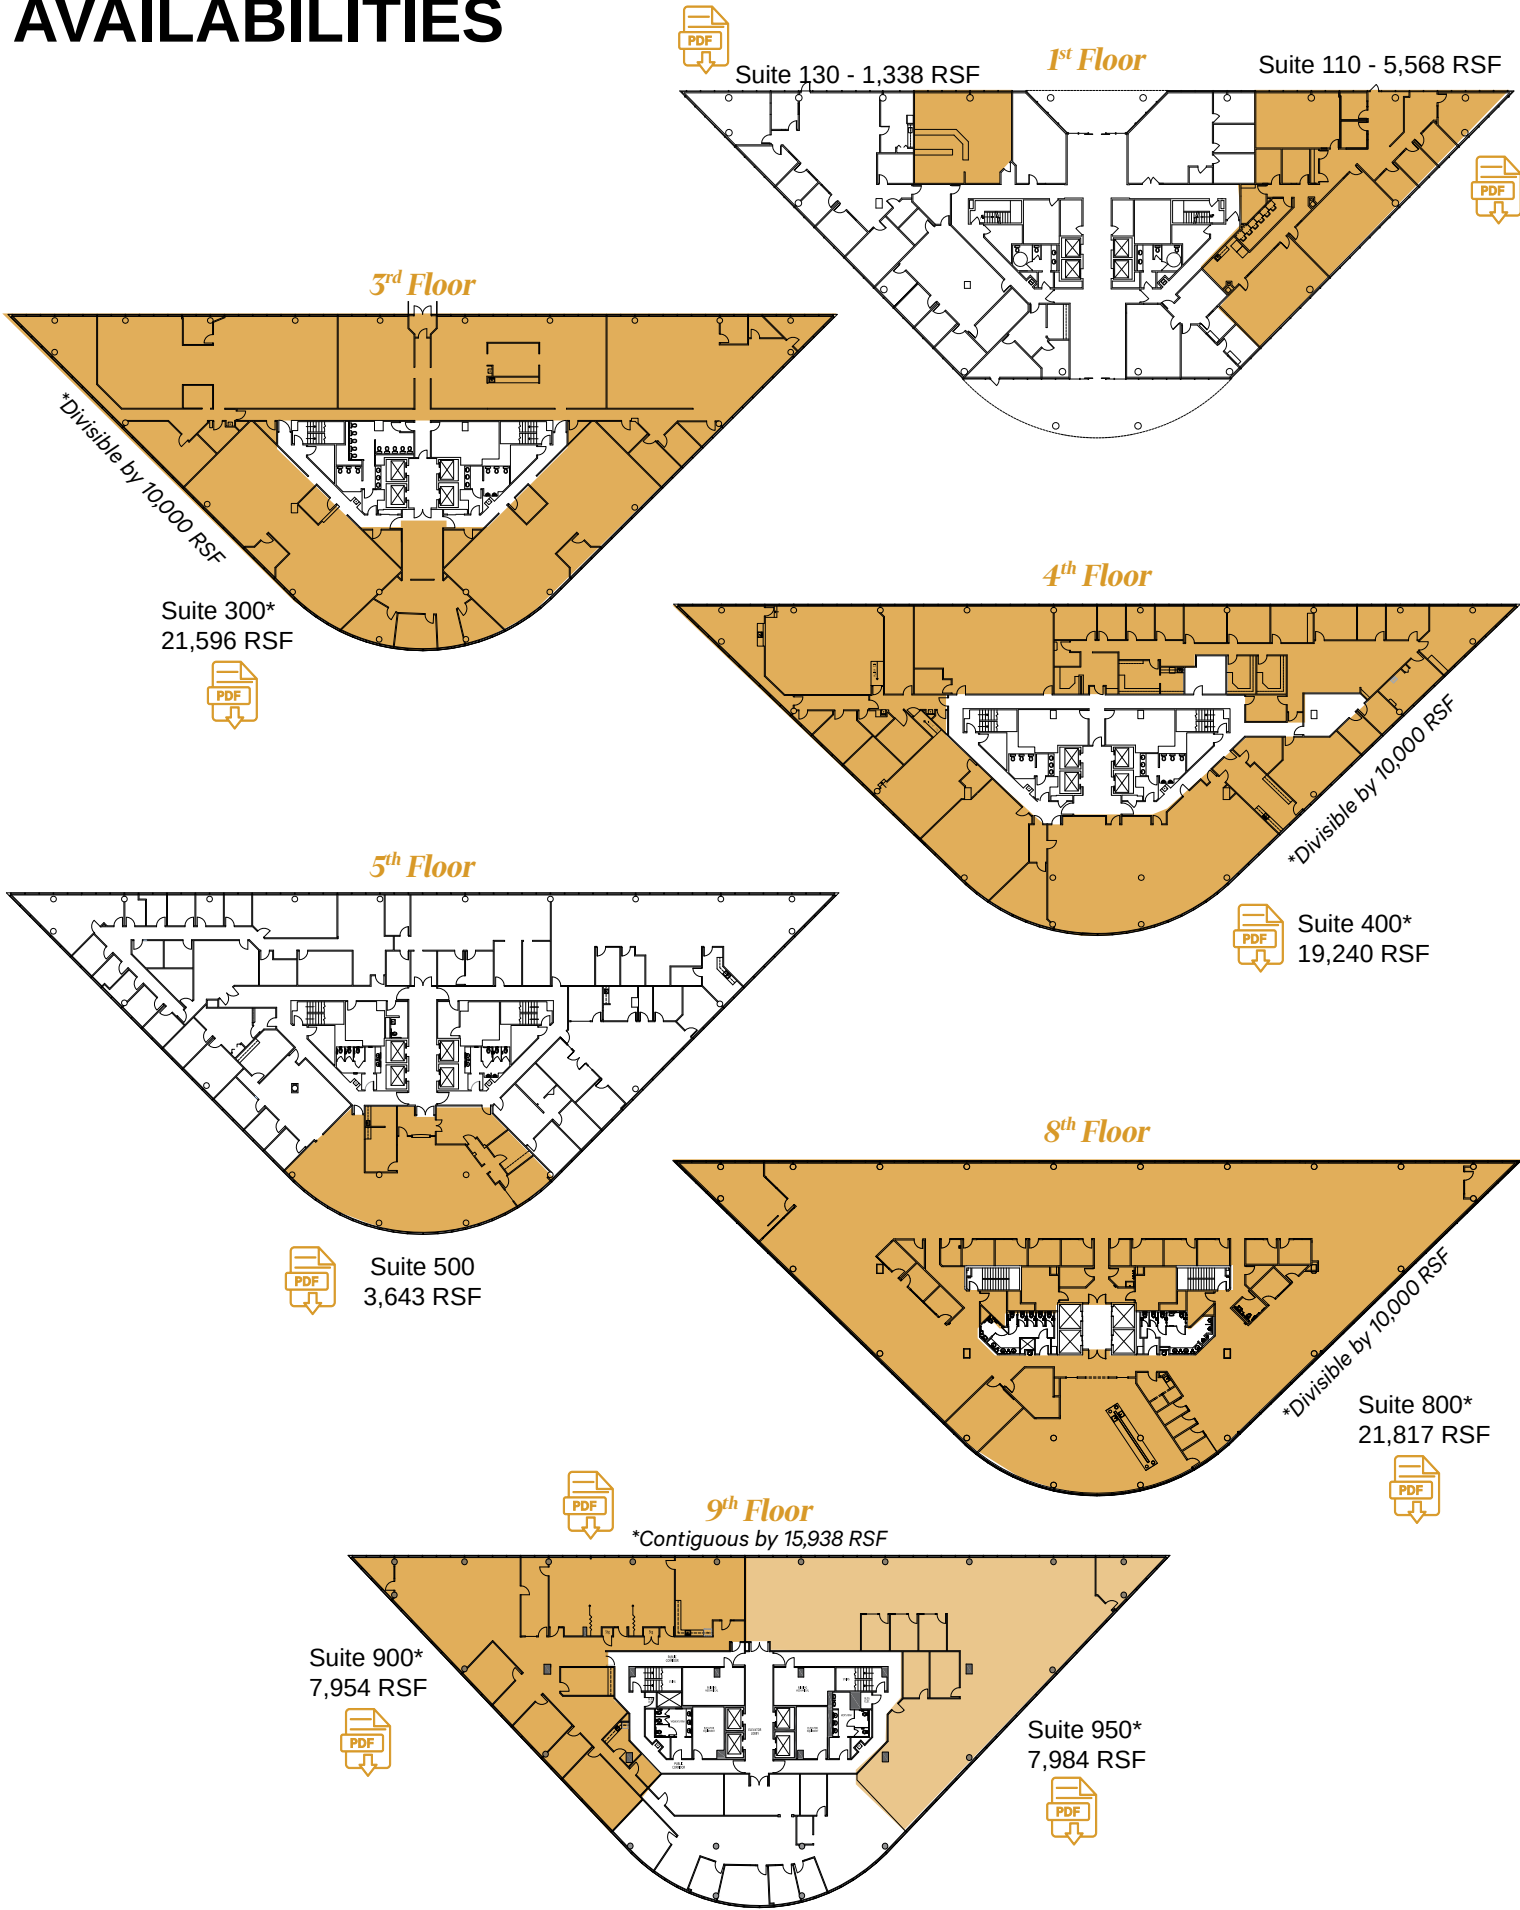 AVAILABILITIES
PDF
Suite 130 - 1,338 RSF
1st Floor
Suite 110 - 5,568 RSF
PDF
3rd Floor
*Divisible by 10,000 RSF
Suite 300*
21,596 RSF
PDF
4th Floor
*Divisible by 10,000 RSF
PDF
Suite 400*
19,240 RSF
5th Floor
PDF
Suite 500
3,643 RSF
8th Floor
*Divisible by 10,000 RSF
Suite 800*
21,817 RSF
PDF
PDF
9th Floor
*Contiguous by 15,938 RSF
Suite 900*
7,954 RSF
PDF
Suite 950*
7,984 RSF
PDF